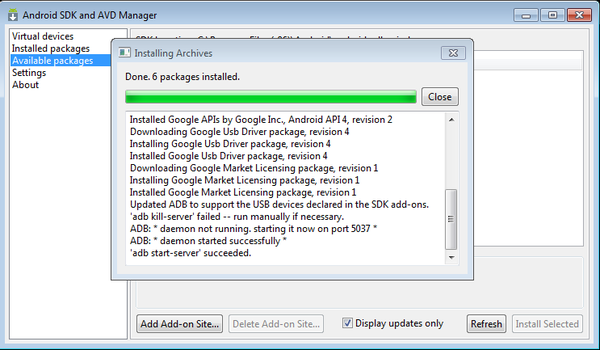 Android SDK and AVD Manager
Virtual devices
Installed packages
Available packages
Settings
About
Installing Archives
Done. 6 packages installed.
Close
Installed Google APIs by Google Inc., Android API 4, revision 2
Downloading Google Usb Driver package, revision 4
Installing Google Usb Driver package, revision 4
Installed Google Usb Driver package, revision 4
Downloading Google Market Licensing package, revision 1
Installing Google Market Licensing package, revision 1
Installed Google Market Licensing package, revision 1
Updated ADB to support the USB devices declared in the SDK add-ons.
'adb kill-server' failed -- run manually if necessary.
ADB: * daemon not running. starting it now on port 5037 *
ADB: * daemon started successfully *
'adb start-server' succeeded.
Add Add-on Site...
Delete Add-on Site...
Display updates only
Refresh
Install Selected